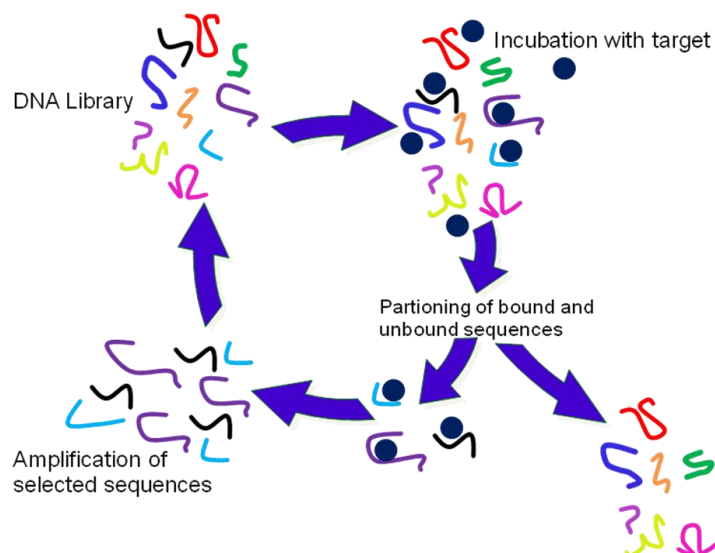 DNA Library
Incubation with target
Partioning of bound and
unbound sequences
Amplification of
selected sequences